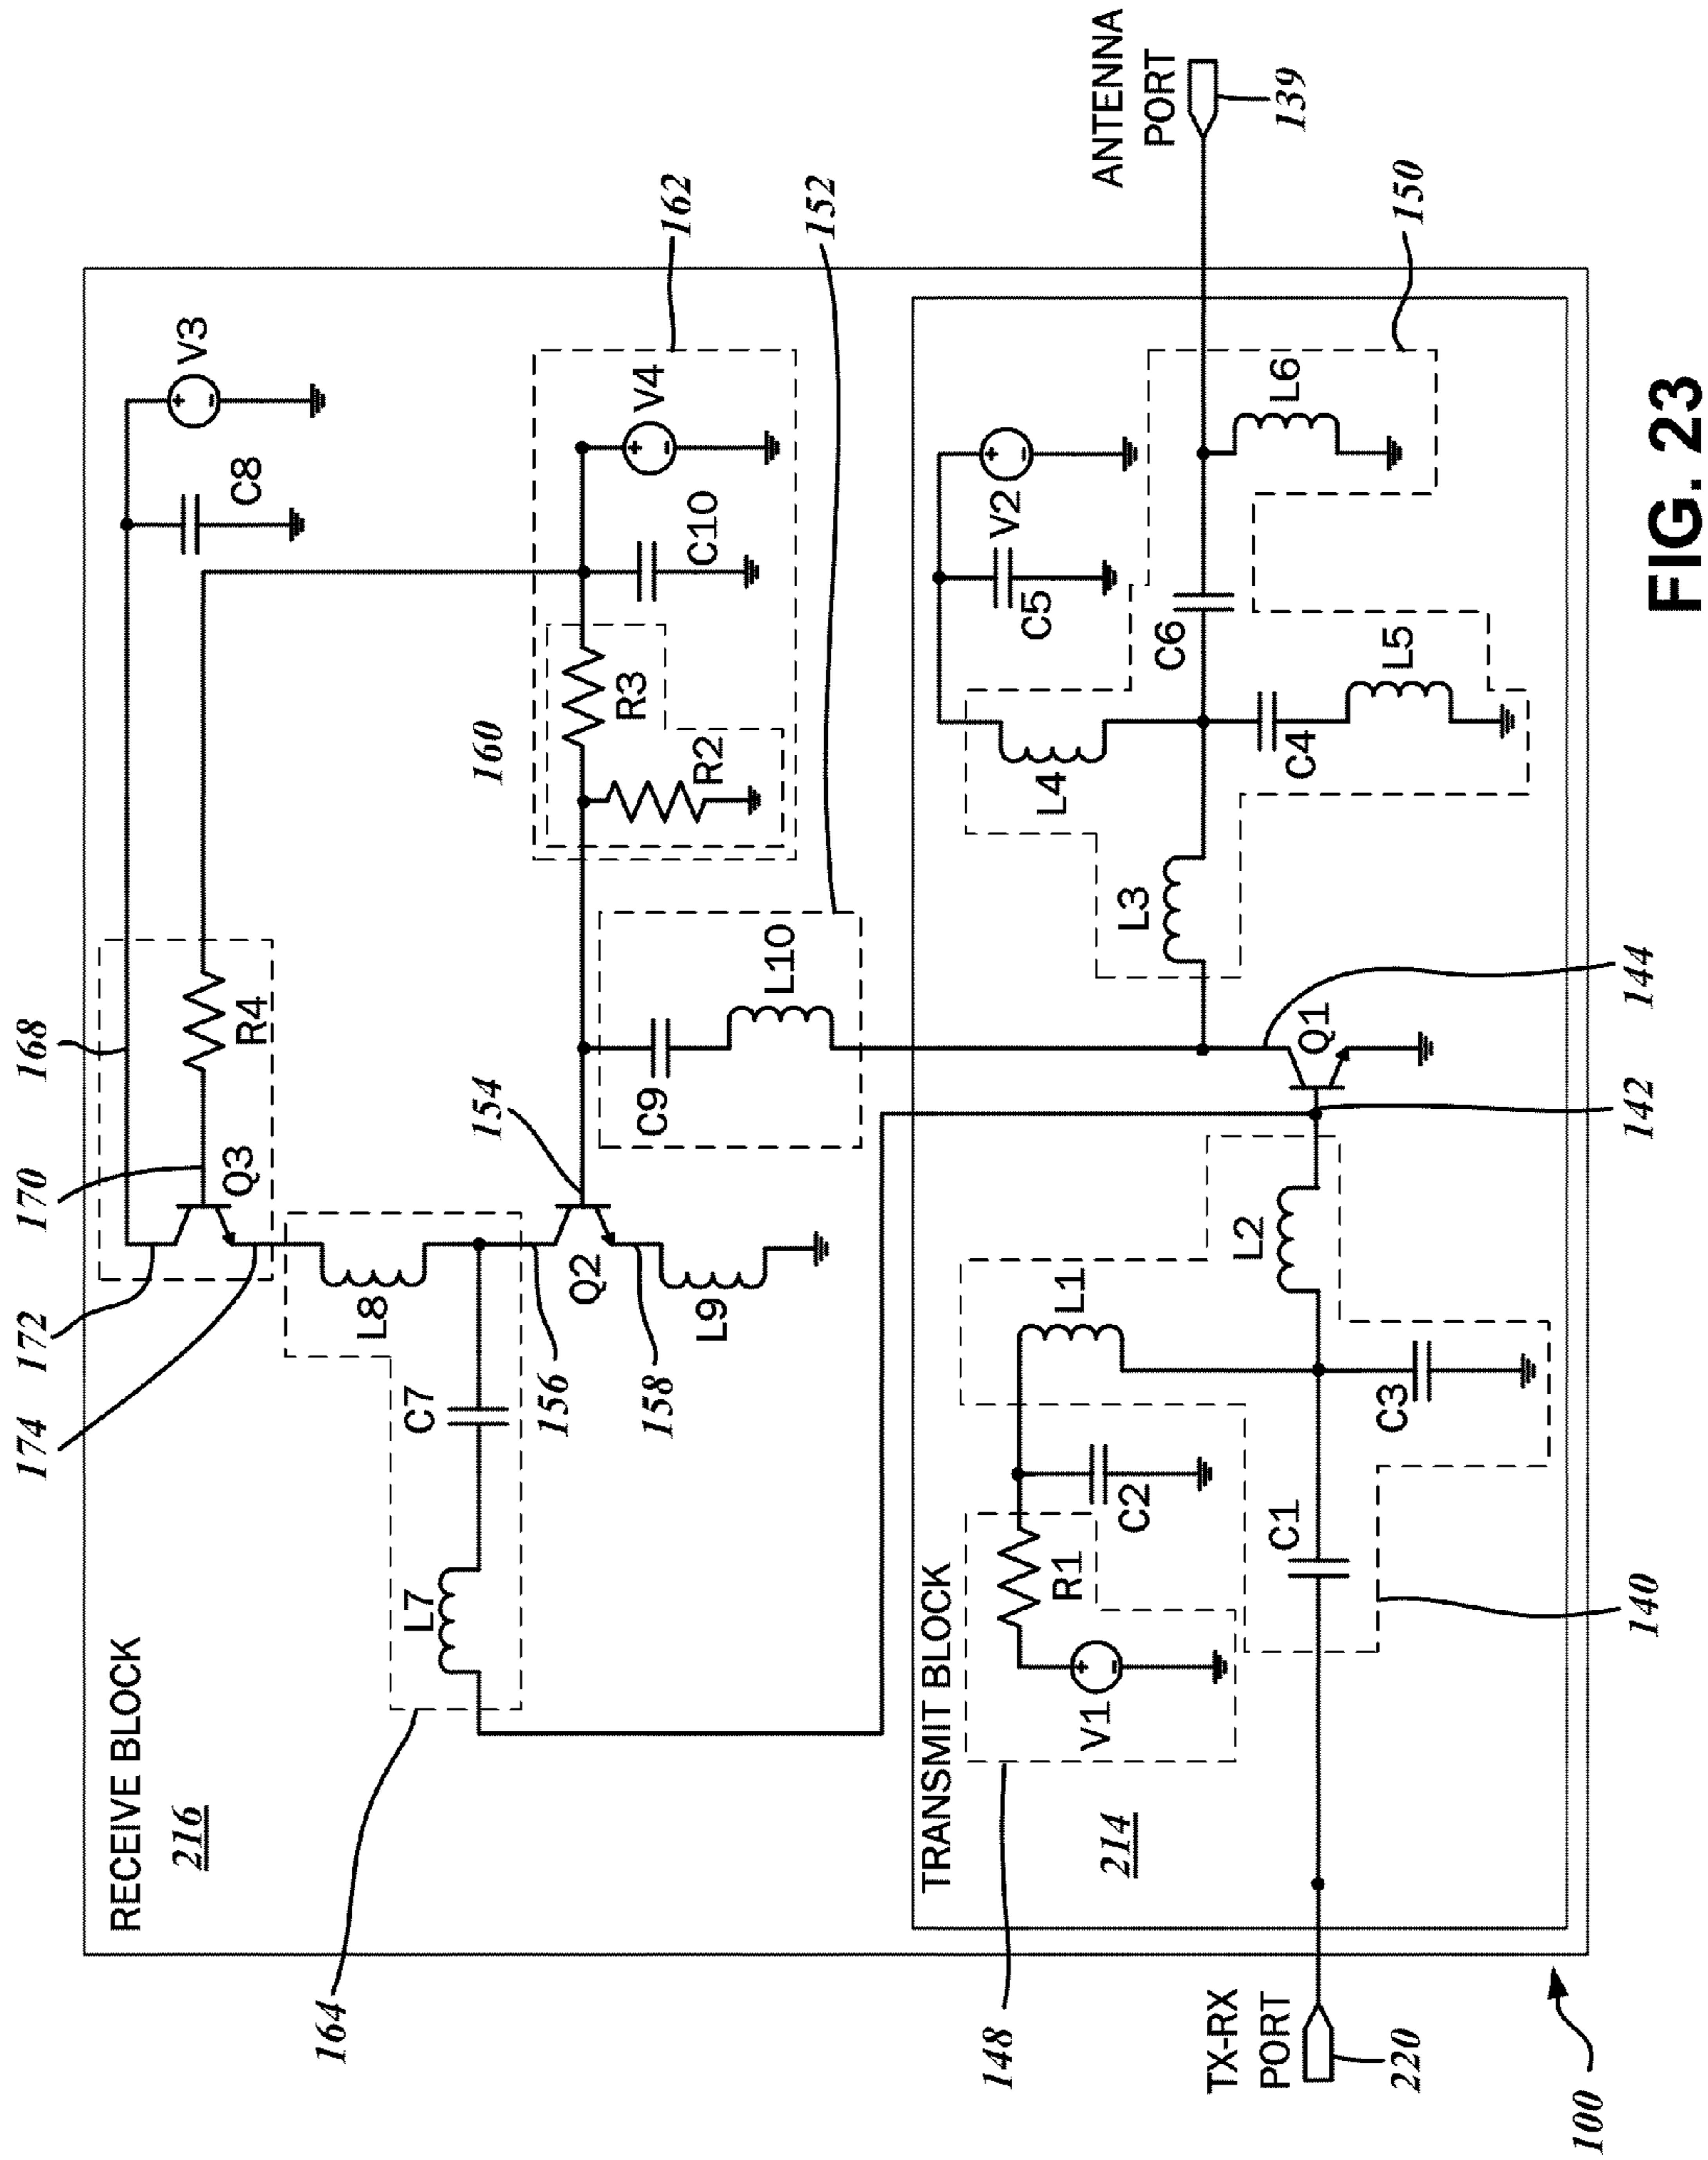 168
170
172
174
RECEIVE BLOCK
216
V3
C8
R4
Q3
162
152
V4
C10
R3
160
R2
154
L10
C9
L8
Q2
L9
C7
156
158
L7
164
ANTENNA
PORT
139
150
TRANSMIT BLOCK
214
V2
C5
L6
C6
L5
L4
C4
L3
144
Q1
142
L2
L1
C3
C2
C1
R1
V1
140
148
TX-RX
PORT
220
100
FIG. 23